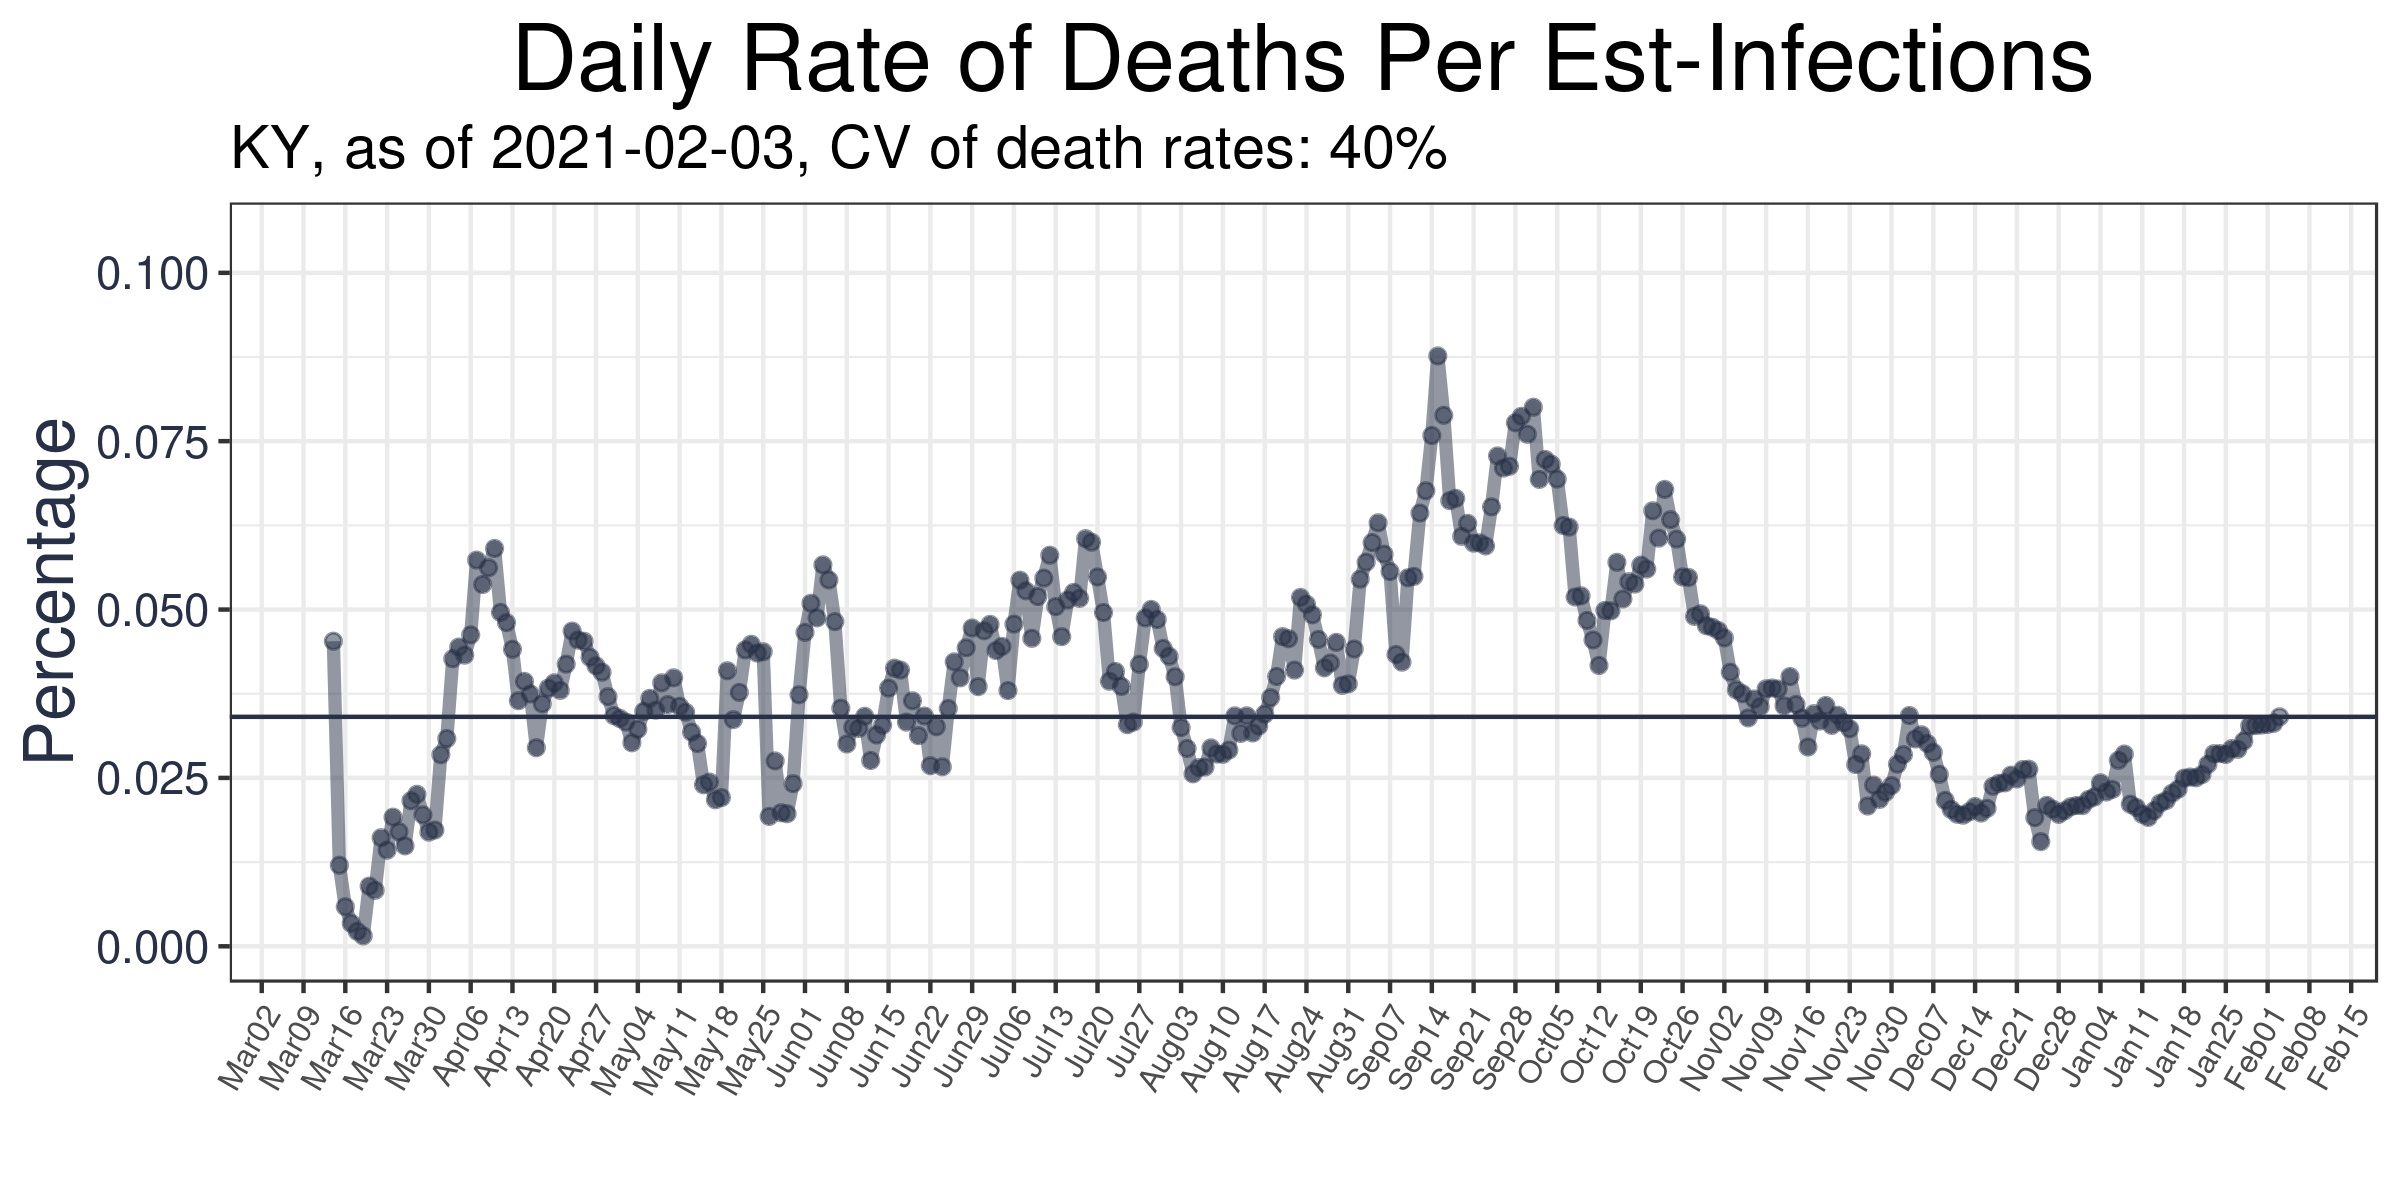 Daily Rate of Deaths Per Est-Infections
KY, as of 2021-02-03, CV of death rates: 40%
Percentage
0.100
0.075
0.050
0.025
0.000
Mar02
Mar09
Mar16
Mar23
Mar30
Apr06
Apr13
Apr20
Apr27
May04
May11
May18
May25
Jun01
Jun08
Jun15
Jun22
Jun29
Jul06
Jul13
Jul20
Jul27
Aug03
Aug10
Aug17
Aug24
Aug31
Sep07
Sep14
Sep21
Sep28
Oct05
Oct12
Oct19
Oct26
Nov02
Nov09
Nov16
Nov23
Nov30
Dec07
Dec14
Dec21
Dec28
Jan04
Jan11
Jan18
Jan25
Feb01
Feb08
Feb15